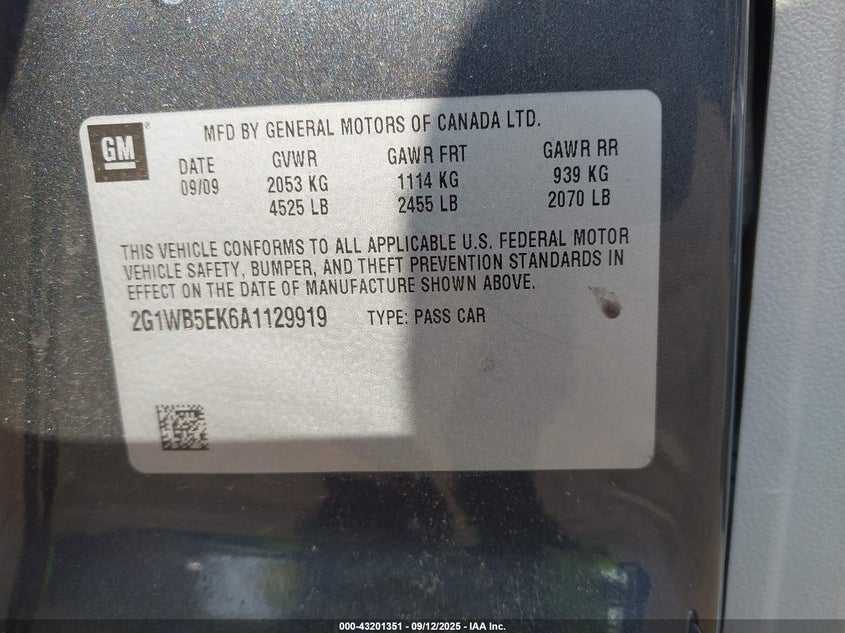 GM
MFD BY GENERAL MOTORS OF CANADA LTD.
DATE GVWR GAWR FRT GAWR RR
09/09 2053 KG 1114 KG 939 KG
4525 LB 2455 LB 2070 LB
THIS VEHICLE CONFORMS TO ALL APPLICABLE U.S. FEDERAL MOTOR
VEHICLE SAFETY, BUMPER, AND THEFT PREVENTION STANDARDS IN
EFFECT ON THE DATE OF MANUFACTURE SHOWN ABOVE.
2G1WB5EK6A1129919 TYPE: PASS CAR
000-43201351 - 09/12/2025 - IAA Inc.